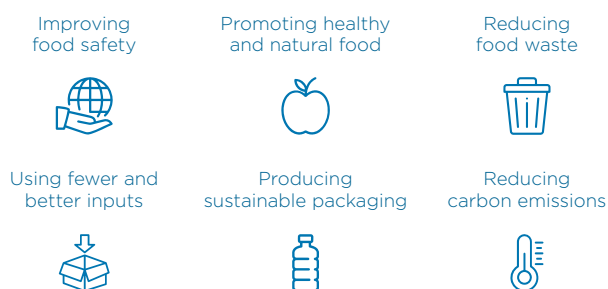 Improving
food safety
Promoting healthy
and natural food
Reducing
food waste
Using fewer and
better inputs
Producing
sustainable packaging
Reducing
carbon emissions